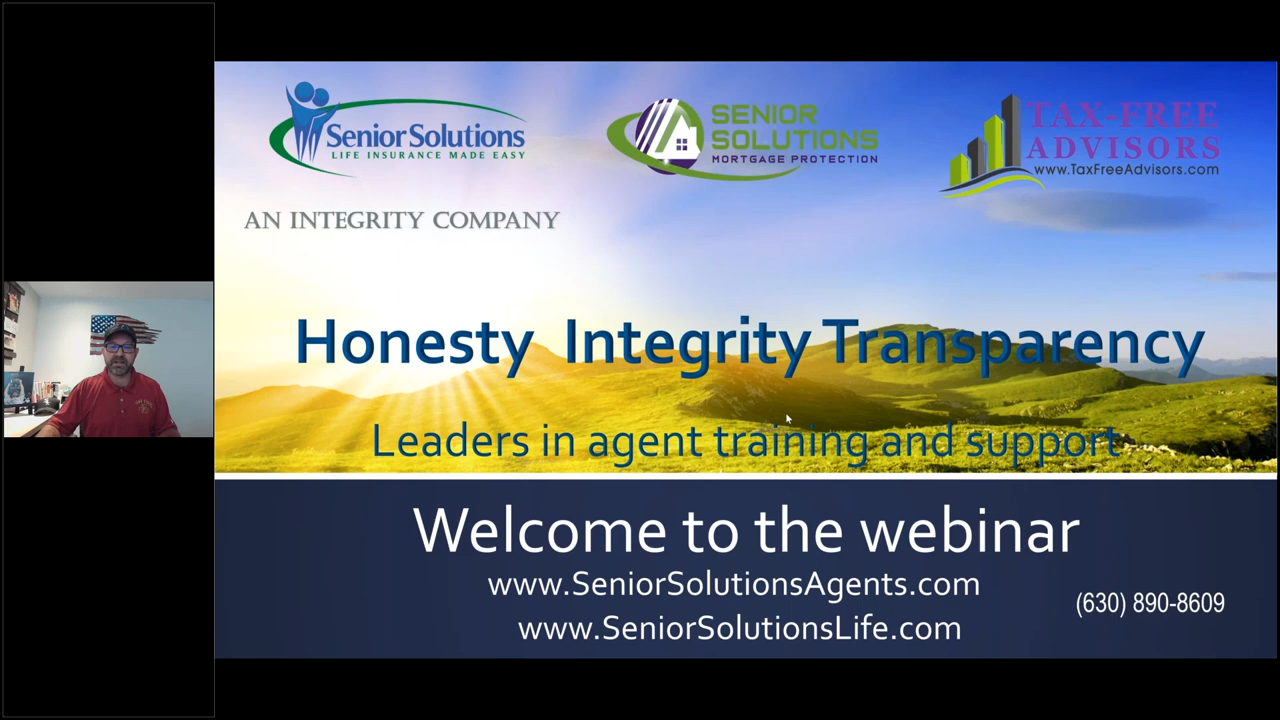 Senior Solutions
LIFE INSURANCE MADE EASY
SENIOR
SOLUTIONS
MORTGAGE PROTECTION
TAX-FREE
ADVISORS
www.TaxFreeAdvisors.com
AN INTEGRITY COMPANY
Honesty Integrity Transparency
Leaders in agent training and support
Welcome to the webinar
www.SeniorSolutionsAgents.com
www.SeniorSolutionsLife.com
(630) 890-8609